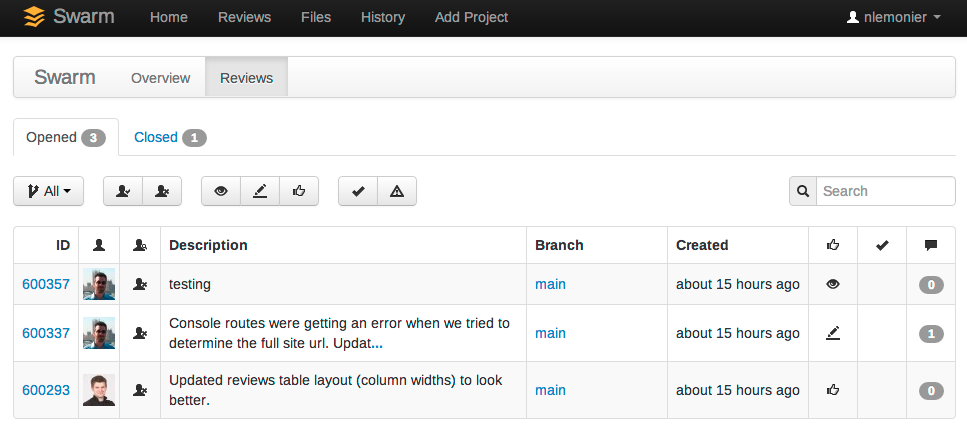 Swarm Home Reviews Files History Add Project nlemonier
Swarm Overview Reviews
Opened 3 Closed 1
All Search
ID Description Branch Created
600357 testing main about 15 hours ago 0
600337 Console routes were getting an error when we tried to main about 15 hours ago 1
determine the full site url. Updat...
600293 Updated reviews table layout (column widths) to look main about 15 hours ago 0
better.